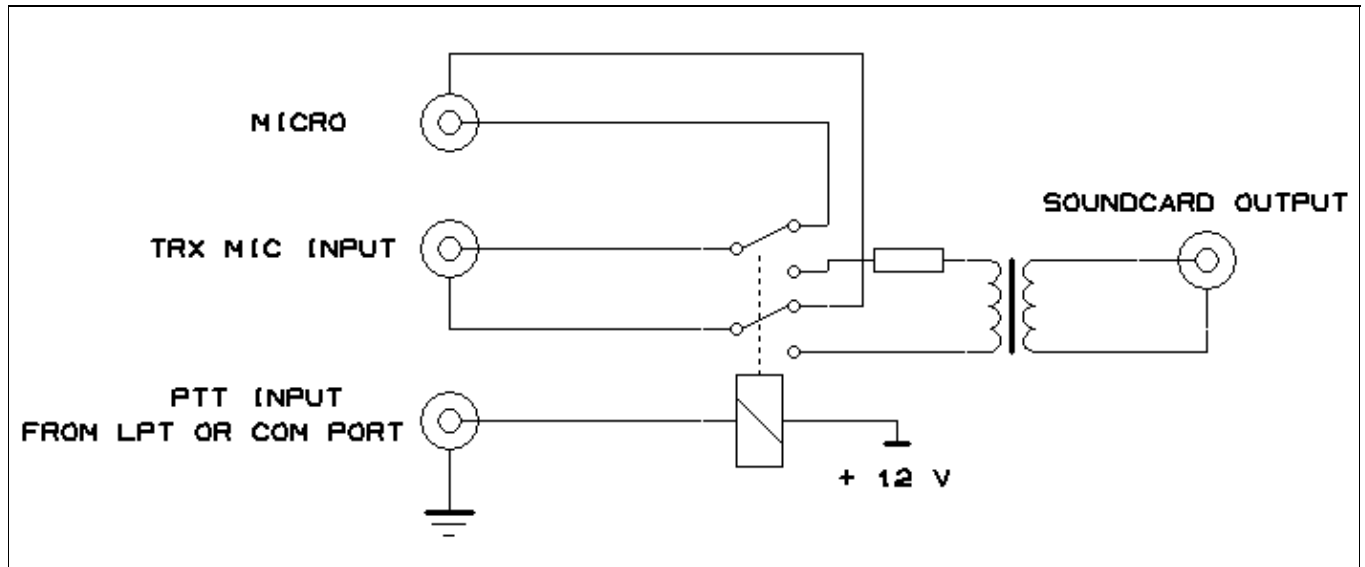 MICRO
TRX MIC INPUT
SOUNDCARD OUTPUT
PTT INPUT
FROM LPT OR COM PORT
+ 12 V